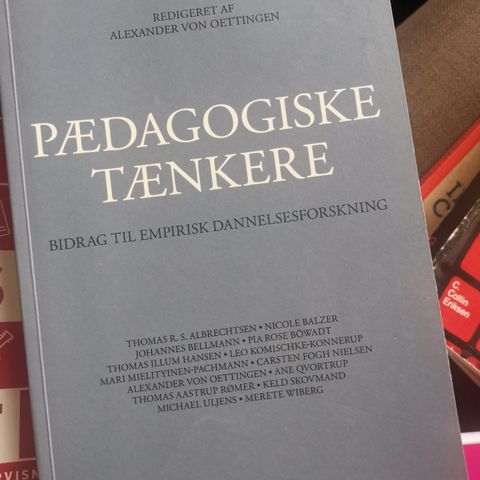 REDIGERET AF
ALEXANDER VON OETTINGEN
PÆDAGOGISKE
TÆNKERE
BIDRAG TIL EMPIRISK DANNELSESFORSKNING
THOMAS R. S. ALBRECHTSEN • NICOLE BALZER
JOHANNES BELLMANN • PIA ROSE BÖWADT
THOMAS ILLUM HANSEN • LEO KOMISCHKE-KONNERUP
MARI MIELITYINEN-PACHMANN • CARSTEN FOGH NIELSEN
ALEXANDER VON OETTINGEN • ANE QVORTRUP
THOMAS AASTRUP RØMER • KELD SKOVMAND
MICHAEL ULJENS • MERETE WIBERG
C.
Collin
Eriksen